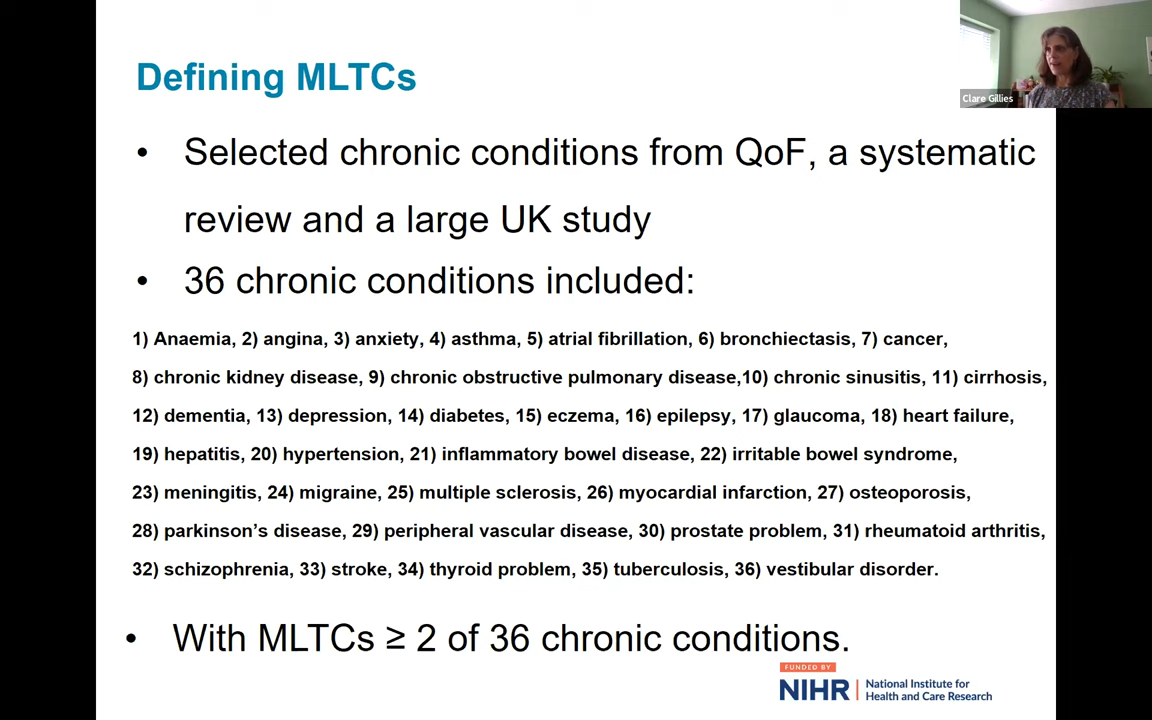 Defining MLTCs
Clare Gillies
• Selected chronic conditions from QoF, a systematic
review and a large UK study
• 36 chronic conditions included:
1) Anaemia, 2) angina, 3) anxiety, 4) asthma, 5) atrial fibrillation, 6) bronchiectasis, 7) cancer,
8) chronic kidney disease, 9) chronic obstructive pulmonary disease,10) chronic sinusitis, 11) cirrhosis,
12) dementia, 13) depression, 14) diabetes, 15) eczema, 16) epilepsy, 17) glaucoma, 18) heart failure,
19) hepatitis, 20) hypertension, 21) inflammatory bowel disease, 22) irritable bowel syndrome,
23) meningitis, 24) migraine, 25) multiple sclerosis, 26) myocardial infarction, 27) osteoporosis,
28) parkinson’s disease, 29) peripheral vascular disease, 30) prostate problem, 31) rheumatoid arthritis,
32) schizophrenia, 33) stroke, 34) thyroid problem, 35) tuberculosis, 36) vestibular disorder.
• With MLTCs ≥ 2 of 36 chronic conditions.
FUNDED BY
NIHR | National Institute for
Health and Care Research